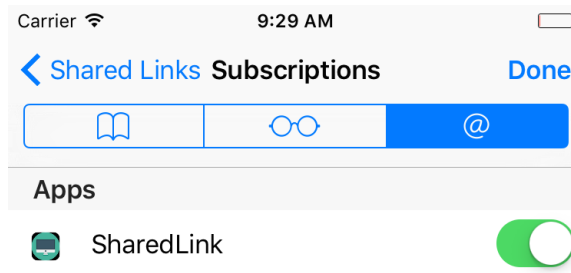 Carrier 9:29 AM
Shared Links Subscriptions Done
@
Apps
SharedLink